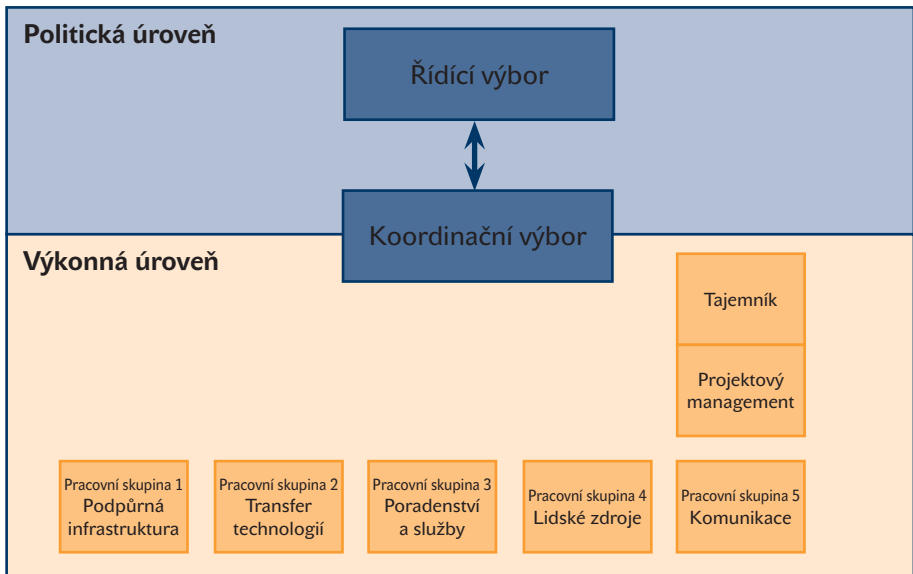 Politická úroveň
Řídící výbor
Koordinační výbor
Výkonná úroveň
Tajemník
Projektový
management
Pracovní skupina 1
Podpůrná
infrastruktura
Pracovní skupina 2
Transfer
technologií
Pracovní skupina 3
Poradenství
a služby
Pracovní skupina 4
Lidské zdroje
Pracovní skupina 5
Komunikace